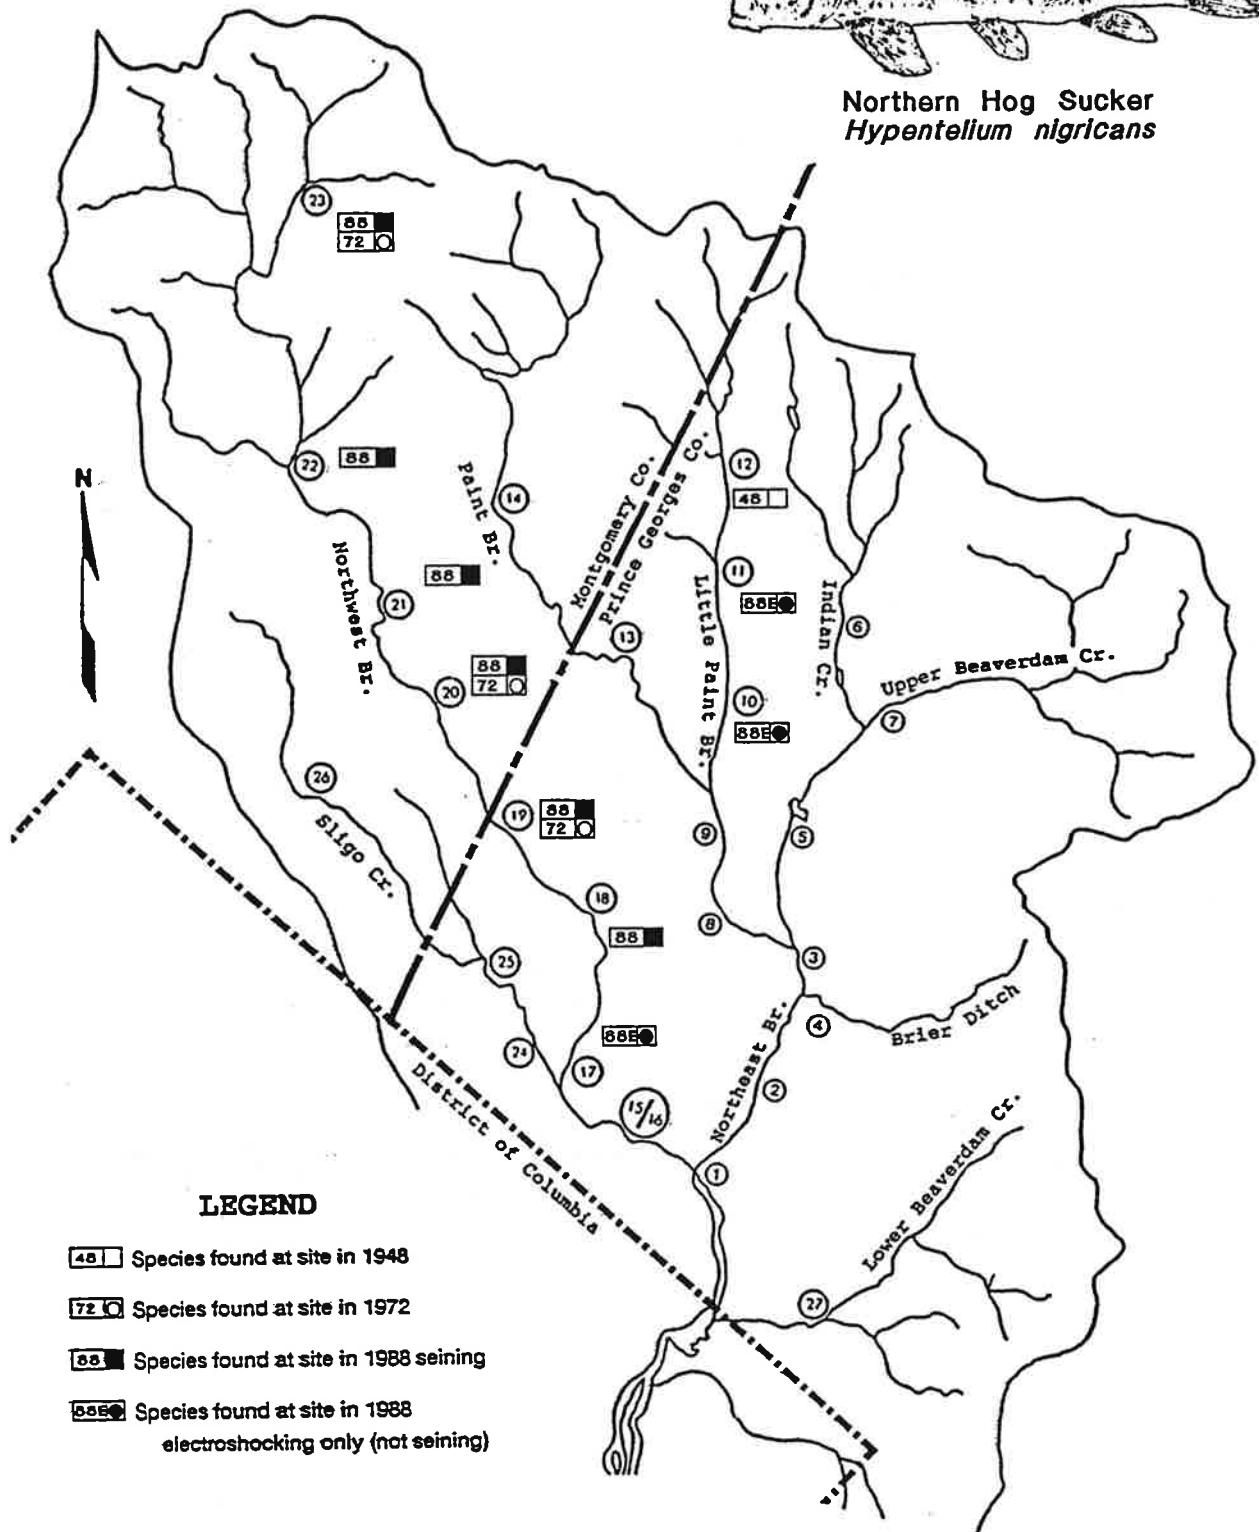 Northern Hog Sucker
Hypentelium nigricans
23
88
72
22
88
N
Paint Br.
14
Montgomery Co.
Prince Georges Co.
12
48
Northwest Br.
21
88
13
Little Paint Br.
11
88E
Indian Cr.
6
Upper Beaverdam Cr.
20
88
72
10
88E
7
26
Sligo Cr.
19
88
72
9
5
18
88
8
3
25
Brier Ditch
4
24
88E
17
Northeast Br.
2
15/16
1
District of Columbia
Lower Beaverdam Cr.
27
LEGEND
48 Species found at site in 1948
72 Species found at site in 1972
88 Species found at site in 1988 seining
88E Species found at site in 1988
electroshocking only (not seining)